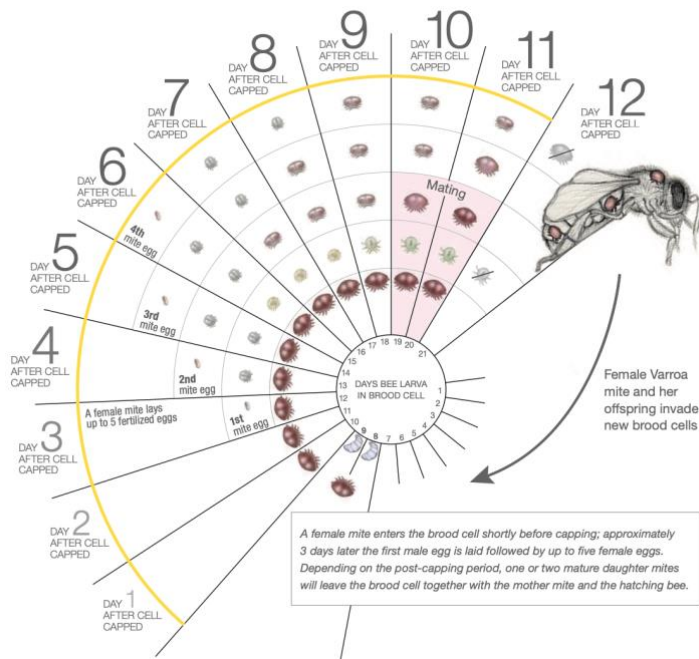 DAY 1
AFTER CELL
CAPPED
DAY 2
AFTER CELL
CAPPED
DAY 3
AFTER CELL
CAPPED
DAY 4
AFTER CELL
CAPPED
DAY 5
AFTER CELL
CAPPED
DAY 6
AFTER CELL
CAPPED
DAY 7
AFTER CELL
CAPPED
DAY 8
AFTER CELL
CAPPED
DAY 9
AFTER CELL
CAPPED
DAY 10
AFTER CELL
CAPPED
DAY 11
AFTER CELL
CAPPED
DAY 12
AFTER CELL
CAPPED
Mating
4th
mite egg
3rd
mite egg
2nd
mite egg
1st
mite egg
A female mite lays
up to 5 fertilized eggs
DAYS BEE LARVA
IN BROOD CELL
1
2
3
4
5
6
7
8
9
10
11
12
13
14
15
16
17
18
19
20
21
Female Varroa
mite and her
offspring invade
new brood cells
A female mite enters the brood cell shortly before capping; approximately
3 days later the first male egg is laid followed by up to five female eggs.
Depending on the post-capping period, one or two mature daughter mites
will leave the brood cell together with the mother mite and the hatching bee.